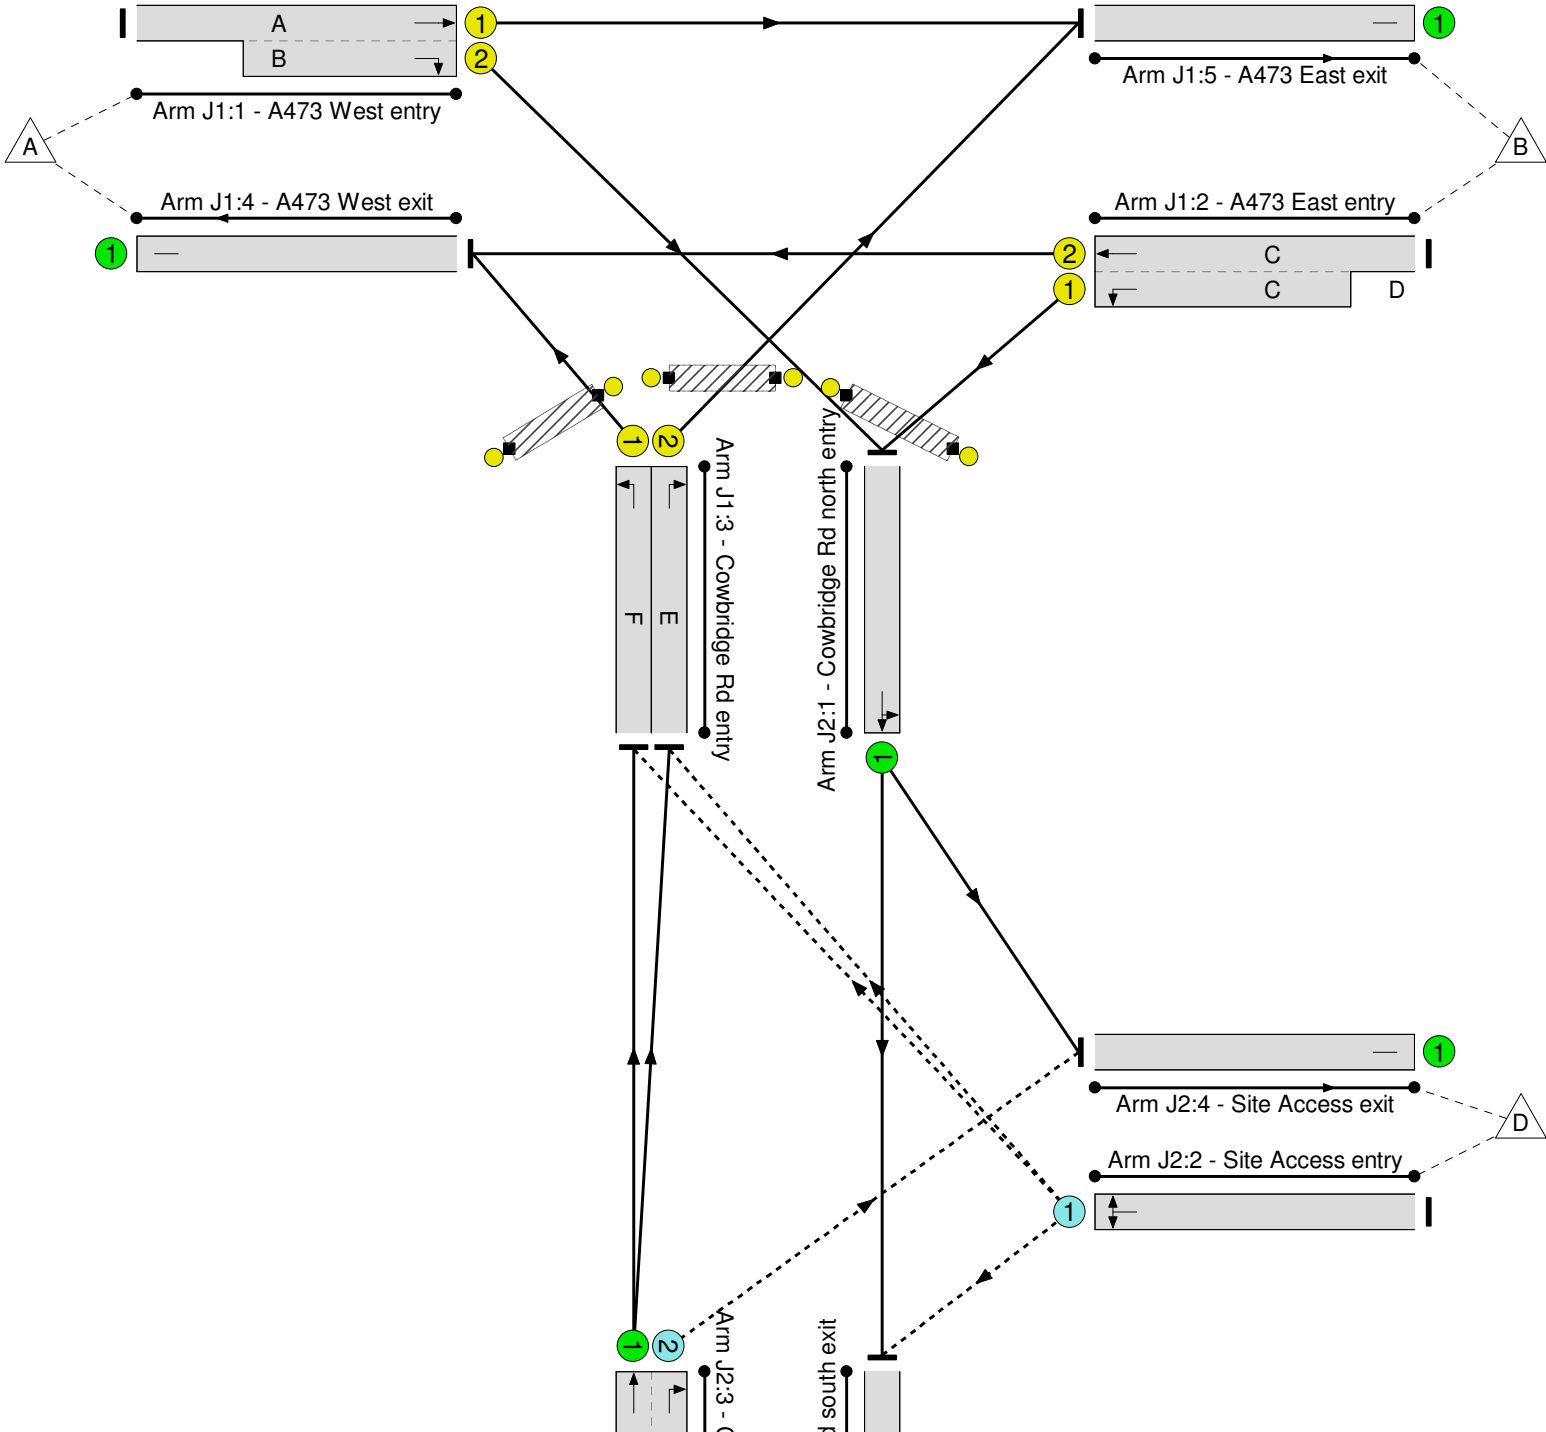 A 1 1
B 2
Arm J1:5 - A473 East exit
Arm J1:1 - A473 West entry
A B
Arm J1:4 - A473 West exit Arm J1:2 - A473 East entry
1 2 C
1 C D
1 2
Arm J1:3 - Cowbridge Rd entry
Arm J2:1 - Cowbridge Rd north entry
F E
1
1
Arm J2:4 - Site Access exit
D
Arm J2:2 - Site Access entry
1
1 2
Arm J2:3 -
south exit